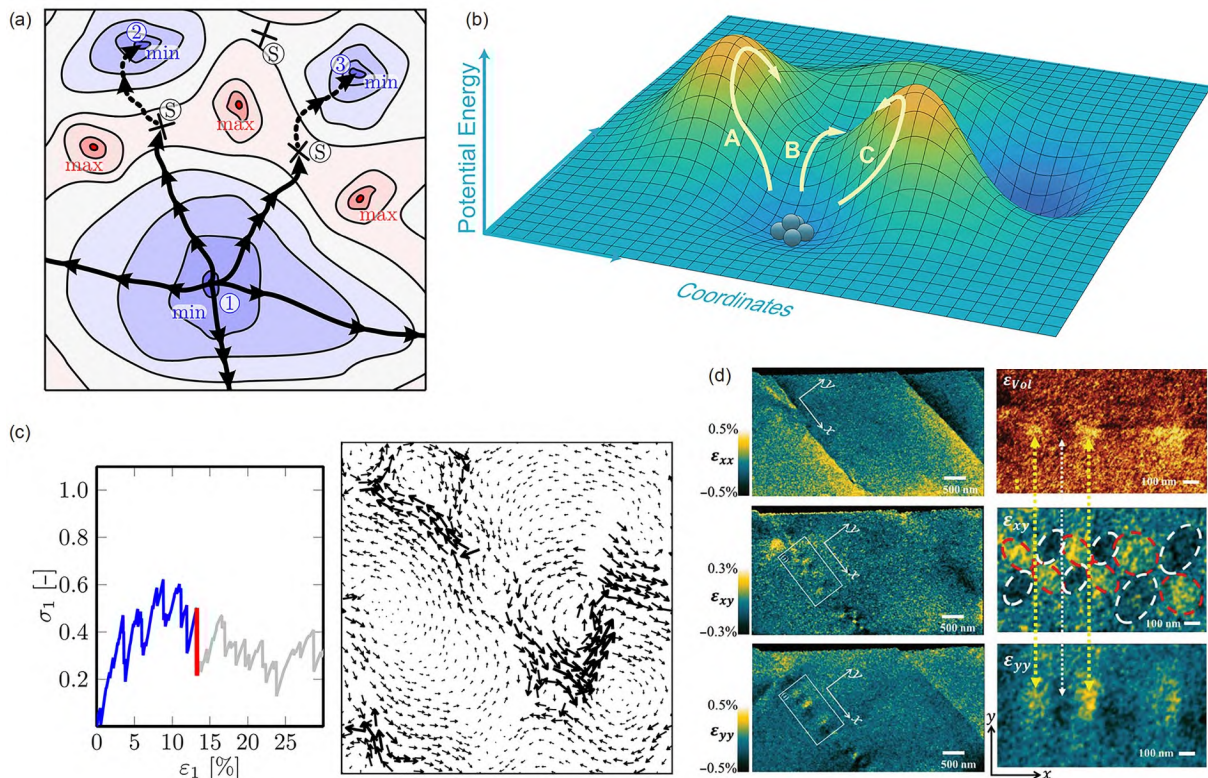 (a)
②
min
Ⓢ
③
min
Ⓢ
max
max
Ⓢ
max
①
min
(b)
Potential Energy
A
B
C
Coordinates
(c)
1.0
0.8
0.6
0.4
0.2
σ₁ [-]
0 5 10 15 20 25
ε₁ [%]
(d)
0.5%
εxx
−0.5%
y
x
500 nm
0.3%
εxy
−0.3%
y
x
500 nm
0.5%
εyy
−0.5%
y
x
500 nm
εVol
100 nm
εxy
100 nm
εyy
100 nm
y
x